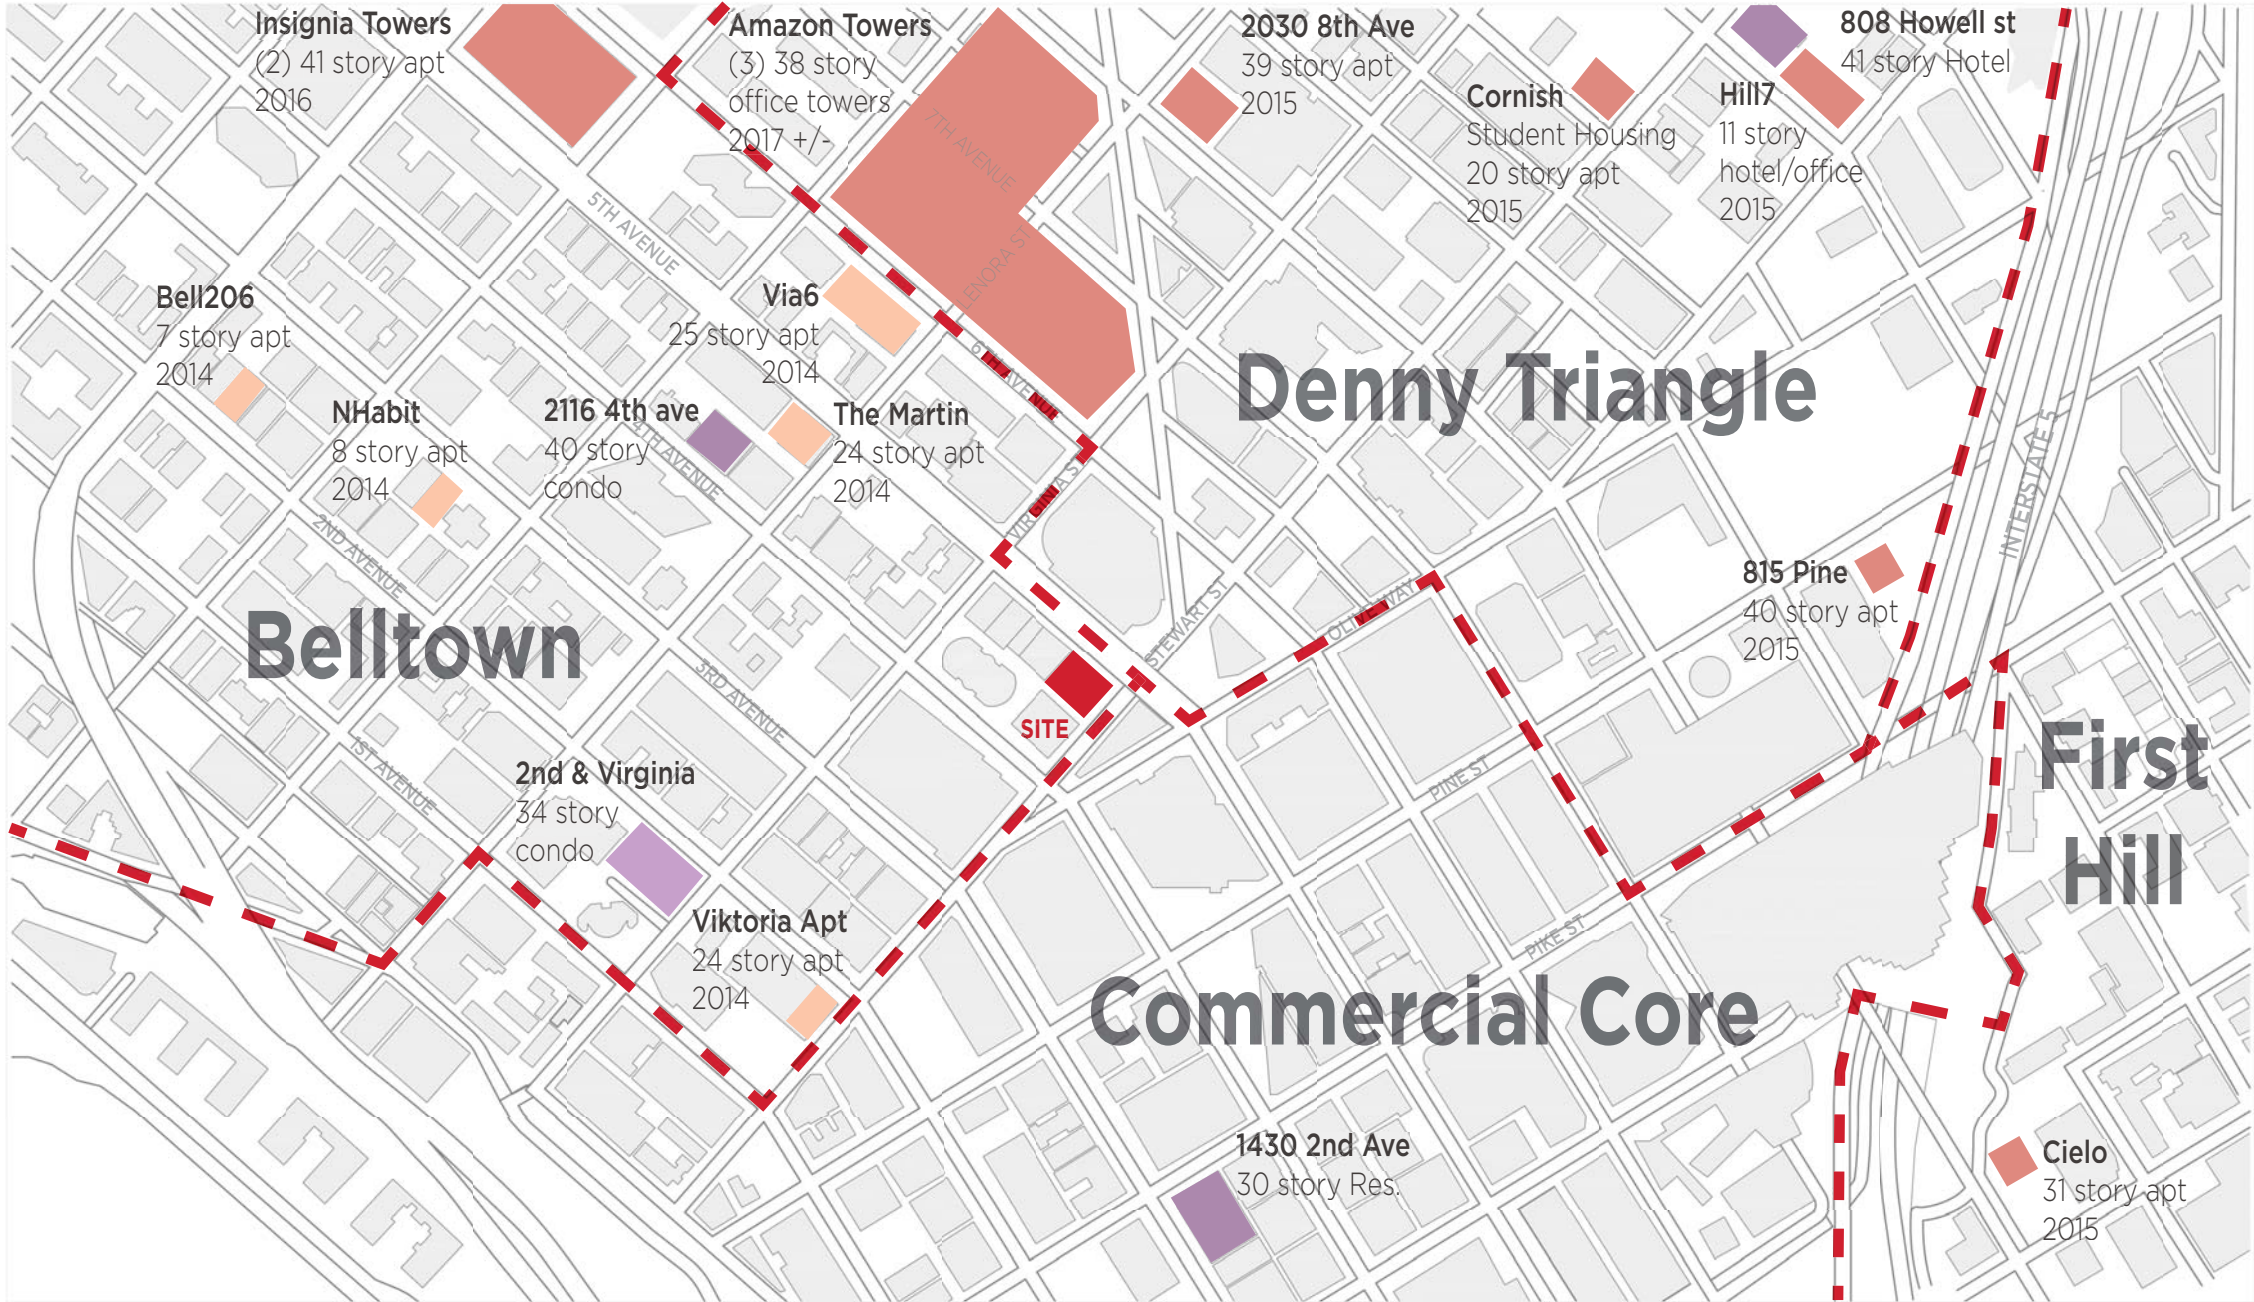 Insignia Towers
(2) 41 story apt
2016
Amazon Towers
(3) 38 story
office towers
2017 +/-
2030 8th Ave
39 story apt
2015
Cornish
Student Housing
20 story apt
2015
Hill7
11 story
hotel/office
2015
808 Howell st
41 story Hotel
7TH AVENUE
5TH AVENUE
LENORA ST
Bell206
7 story apt
2014
Via6
25 story apt
2014
6TH AVENUE
Denny Triangle
NHabit
8 story apt
2014
2116 4th ave
40 story
condo
4TH AVENUE
The Martin
24 story apt
2014
VIRGINIA ST
INTERSTATE 5
2ND AVENUE
Belltown
815 Pine
40 story apt
2015
OLIVE WAY
STEWART ST
3RD AVENUE
SITE
First
Hill
1ST AVENUE
PINE ST
2nd & Virginia
34 story
condo
Viktoria Apt
24 story apt
2014
PIKE ST
Commercial Core
1430 2nd Ave
30 story Res.
Cielo
31 story apt
2015